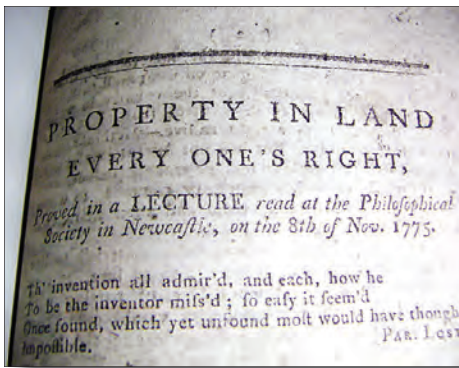 PROPERTY IN LAND
EVERY ONE'S RIGHT,
Proved in a LECTURE read at the Philoſophical
Society in Newcaſtle, on the 8th of Nov. 1775.
Th' invention all admir'd, and each, how he
To be the inventor miſs'd ; ſo eaſy it ſeem'd
Once found, which yet unfound moſt would have though
Impoſſible.
PAR. LOST